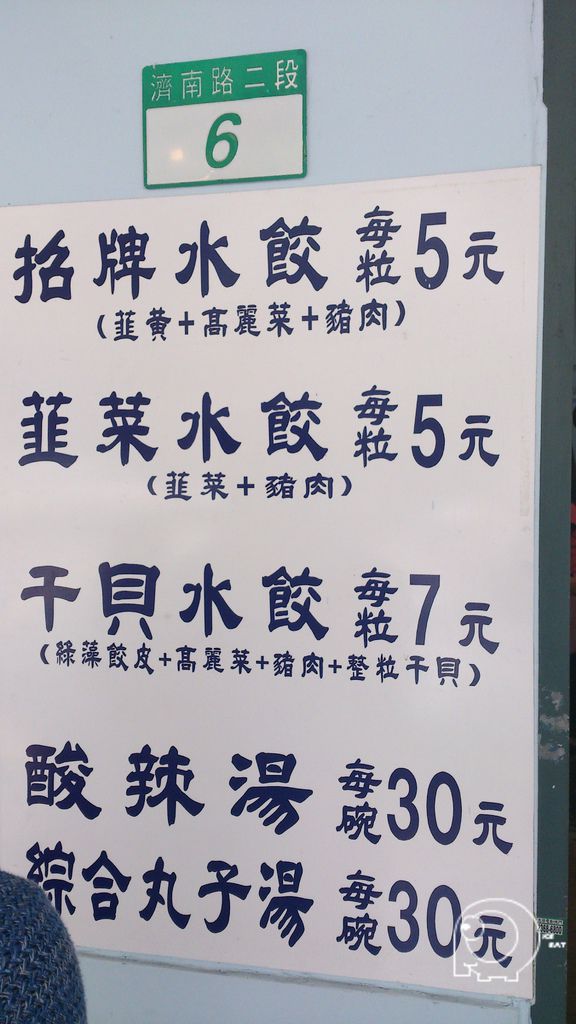 濟南路二段
6
招牌水餃 每粒5元
(韮黃+高麗菜+豬肉)
韮菜水餃 每粒5元
(韮菜+豬肉)
干貝水餃 每粒7元
(綠藻餃皮+高麗菜+豬肉+整粒干貝)
酸辣湯 每碗30元
綜合丸子湯 每碗30元
EAT